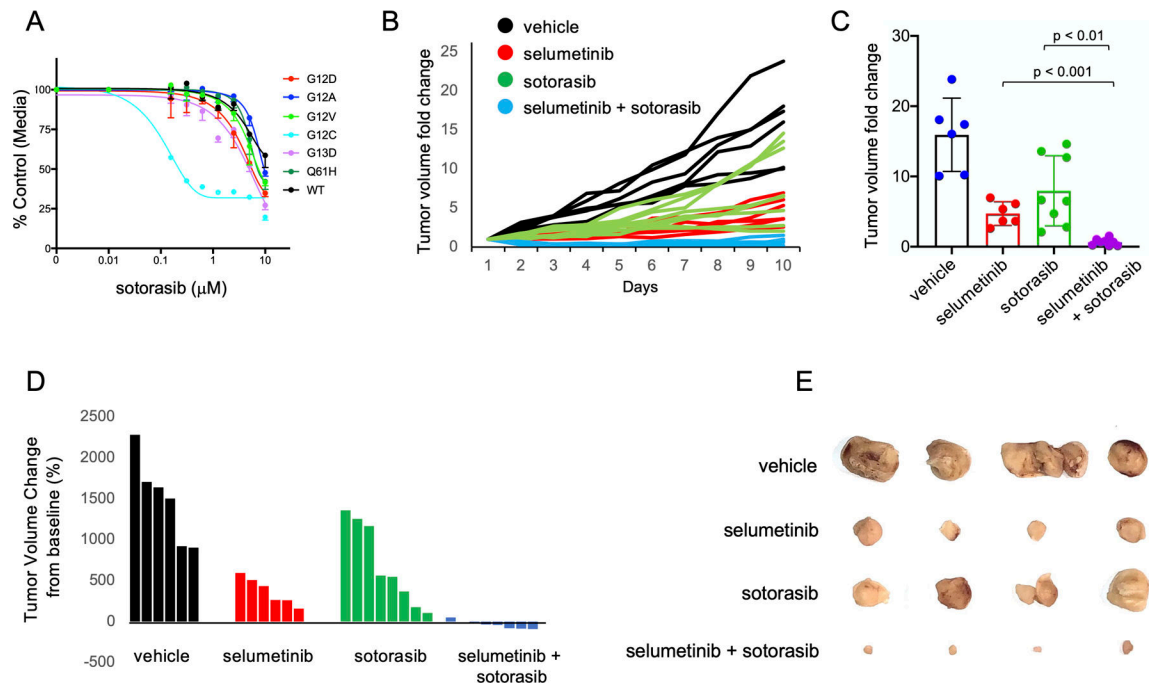 A
% Control (Media)
100
75
50
25
0
0
0.01
0.1
1
10
sotorasib (μM)
G12D
G12A
G12V
G12C
G13D
Q61H
WT
B
vehicle
selumetinib
sotorasib
selumetinib + sotorasib
Tumor volume fold change
25
20
15
10
5
0
1 2 3 4 5 6 7 8 9 10
Days
C
p < 0.01
p < 0.001
Tumor volume fold change
30
20
10
0
vehicle
selumetinib
sotorasib
selumetinib
+ sotorasib
D
Tumor Volume Change
from baseline (%)
2500
2000
1500
1000
500
0
-500
vehicle
selumetinib
sotorasib
selumetinib +
sotorasib
E
vehicle
selumetinib
sotorasib
selumetinib + sotorasib